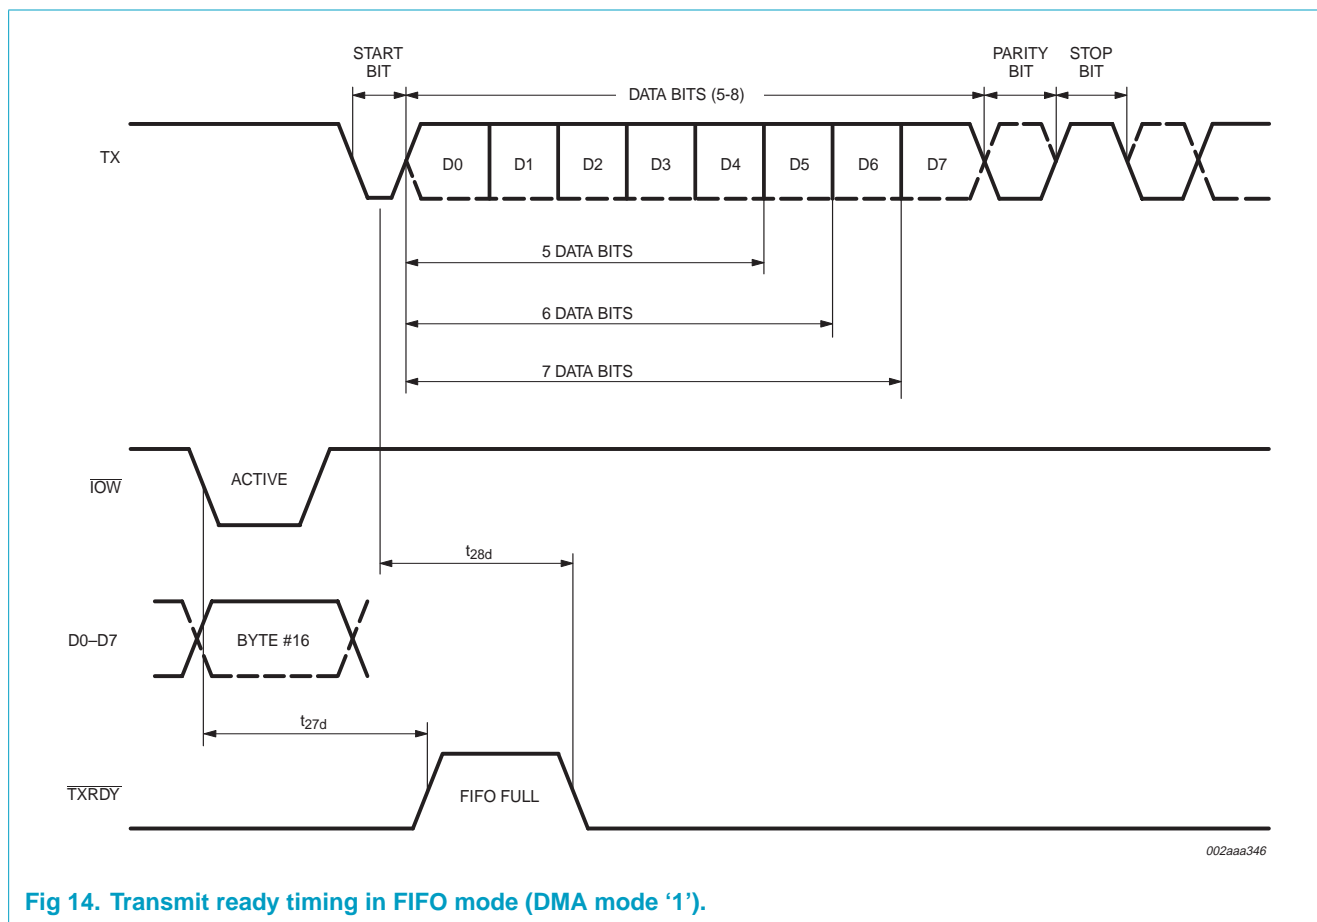 START
BIT
DATA BITS (5-8)
PARITY
BIT
STOP
BIT
TX
D0
D1
D2
D3
D4
D5
D6
D7
5 DATA BITS
6 DATA BITS
7 DATA BITS
IOW
ACTIVE
t28d
D0–D7
BYTE #16
t27d
TXRDY
FIFO FULL
002aaa346
Fig 14. Transmit ready timing in FIFO mode (DMA mode ‘1’).